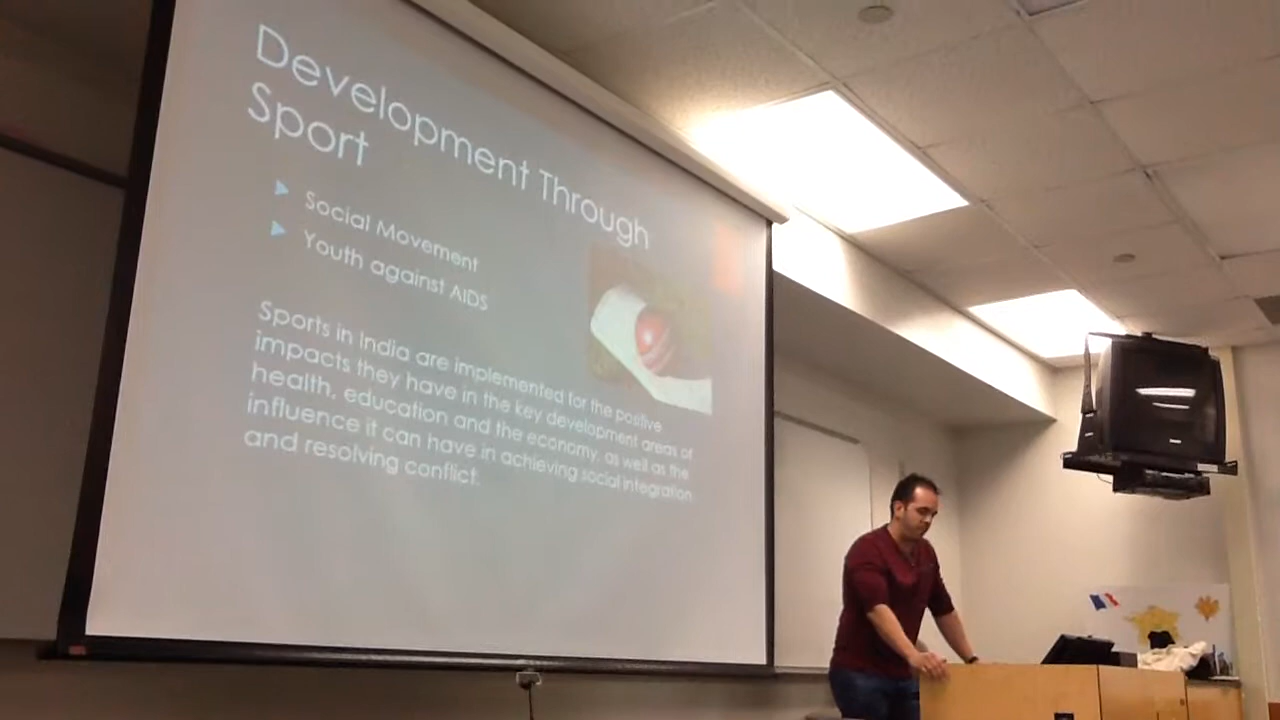 Development Through
Sport
Social Movement
Youth against AIDS
Sports in India are implemented for the positive
impacts they have in the key development areas of
health, education and the economy, as well as the
influence it can have in achieving social integration
and resolving conflict.